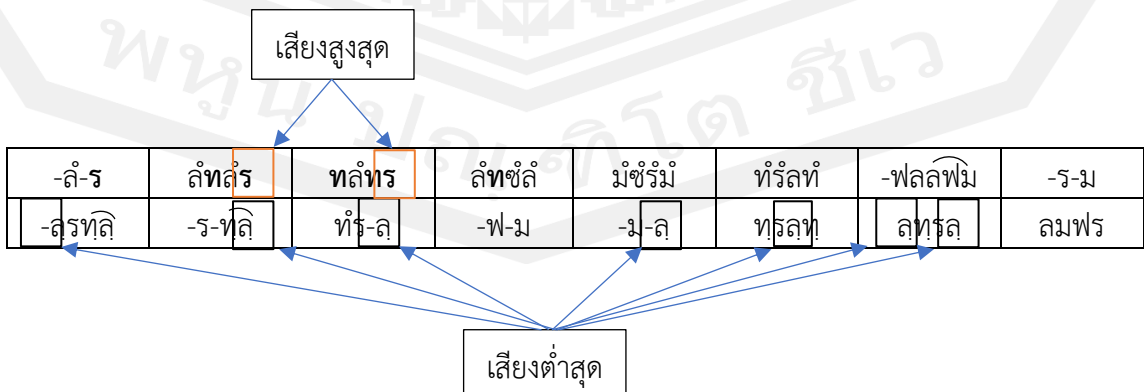 เสียงสูงสุด
-ลํ-ร ลํทลํร ทลํทร ลํทซํลํ มํซํรํมํ ทํรํลํทํ -ฟลลฟมํ -ร-ม
-ลฺรทฺลฺ -ร-ทฺลฺ ทํร-ลฺ -ฟ-ม -ม-ลฺ ทฺรลฺทฺ ลฺทฺรลฺ ลมฟร
เสียงต่ำสุด